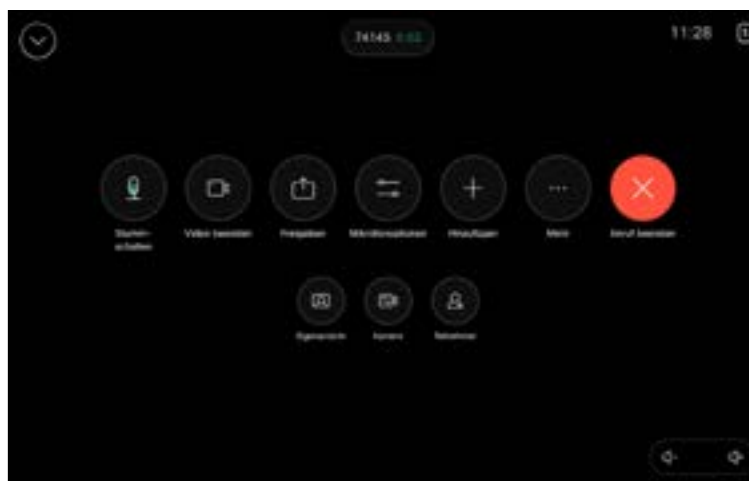 74145
11:28
Stumm-
schalten
Video beenden
Freigeben
Mikrofonoptionen
Hinzufügen
Mehr
Anruf beenden
Eigenansicht
Kamera
Teilnehmer